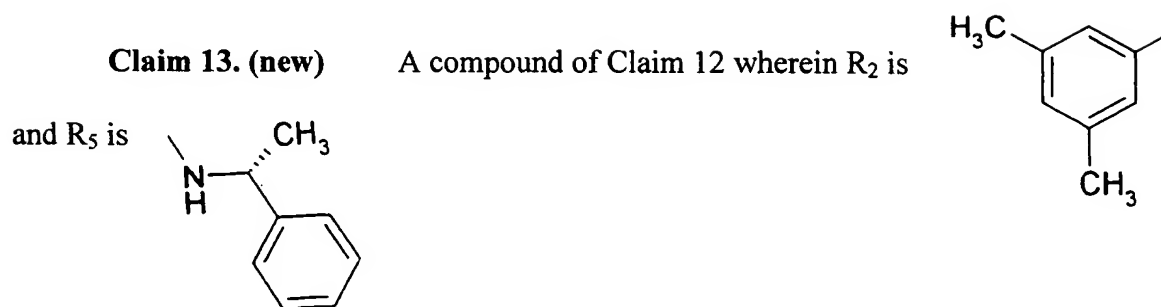 H₃C
Claim 13. (new) A compound of Claim 12 wherein R₂ is
and R₅ is
CH₃
N
H
CH₃